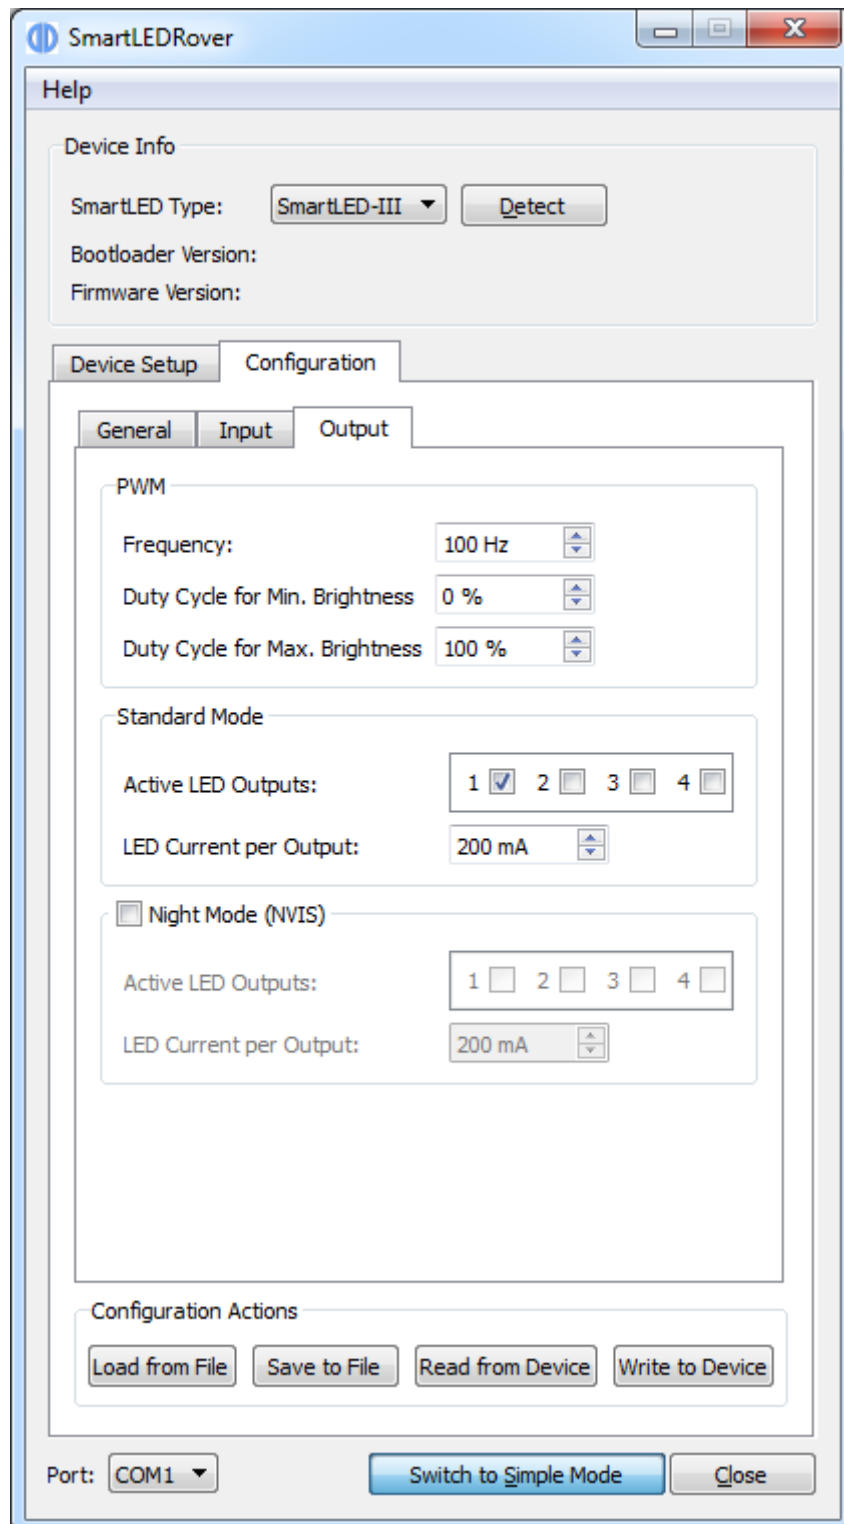 SmartLEDRover
Help
Device Info
SmartLED Type: SmartLED-III Detect
Bootloader Version:
Firmware Version:
Device Setup Configuration
General Input Output
PWM
Frequency: 100 Hz
Duty Cycle for Min. Brightness 0 %
Duty Cycle for Max. Brightness 100 %
Standard Mode
Active LED Outputs: 1 2 3 4
LED Current per Output: 200 mA
Night Mode (NVIS)
Active LED Outputs: 1 2 3 4
LED Current per Output: 200 mA
Configuration Actions
Load from File Save to File Read from Device Write to Device
Port: COM1 Switch to Simple Mode Close